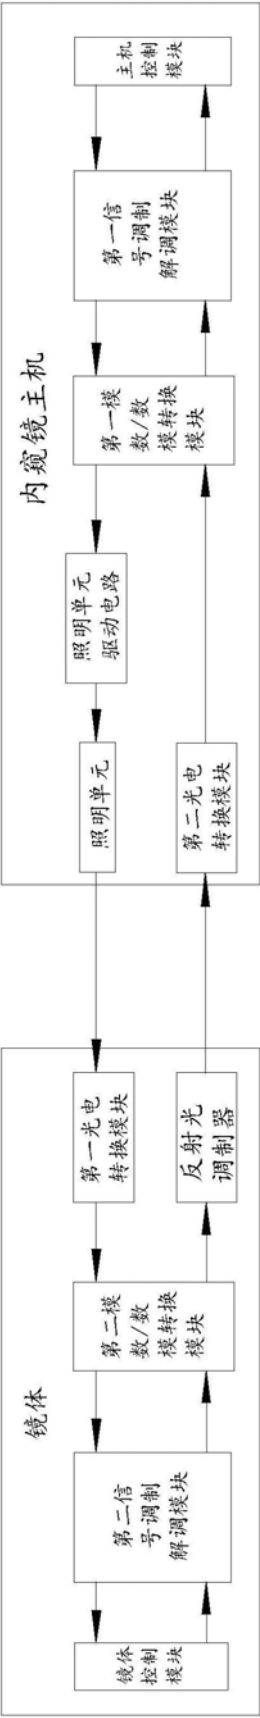 内窥镜主机
主机
控制
模块
第一信
号调制
解调模块
第一模
数/数
模转换
模块
照明单元
驱动电路
照明单元
第二光电
转换模块
镜体
第一光电
转换模块
反射光
调制器
第二模
数/数
模转换
模块
第二信
号调制
解调模块
镜体
控制
模块